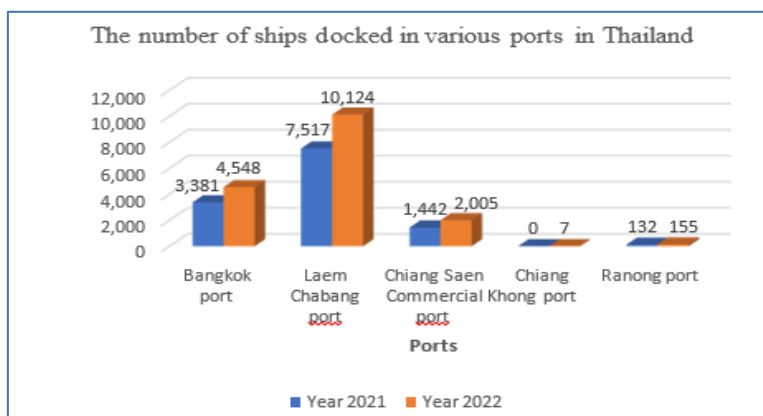 The number of ships docked in various ports in Thailand
12,000
10,000
8,000
6,000
4,000
2,000
0
3,381
4,548
7,517
10,124
1,442
2,005
0
7
132
155
Bangkok
port
Laem
Chabang
port
Chiang Saen
Commercial
port
Chiang
Khong port
Ranong port
Ports
Year 2021
Year 2022